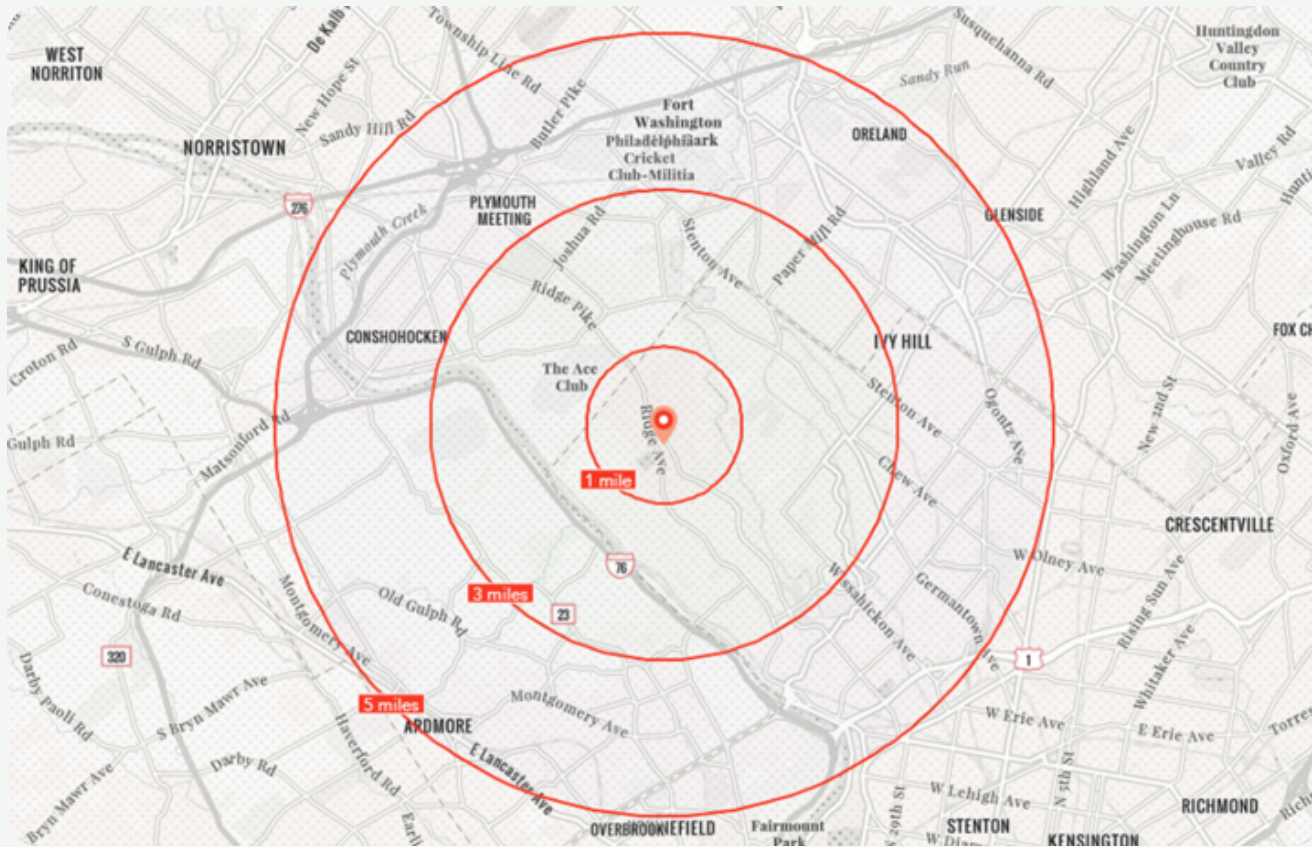 De Kalb
Township Line Rd
Susquehanna Rd
Huntingdon
Valley
Country
Club
WEST
NORRITON
New Hope St
Sandy Run
Sandy Hill Rd
Butler Pike
Fort
Washington
Philadelphia
Cricket
Club-Militia
ORELAND
NORRISTOWN
Highland Ave
Valley Rd
276
PLYMOUTH
MEETING
Plymouth Creek
Joshua Rd
Stenton Ave
Paper Mill Rd
GLENSIDE
Washington Ln
Meetinghouse Rd
KING OF
PRUSSIA
Ridge Pike
CONSHOHOCKEN
S Gulph Rd
Croton Rd
IVY HILL
FOX CH
The Ace
Club
Stenton Ave
Ogontz Ave
New 2nd St
Oxford Ave
Ridge Ave
Matsonford Rd
Gulph Rd
1 mile
Chew Ave
CRESCENTVILLE
E Lancaster Ave
76
W Olney Ave
Conestoga Rd
3 miles
Old Gulph Rd
23
Wissahickon Ave
Germantown Ave
Rising Sun Ave
Montgomery Ave
320
1
Whitaker Ave
Darby Paoli Rd
S Bryn Mawr Ave
5 miles
ARDMORE
Montgomery Ave
W Erie Ave
E Erie Ave
Haverford Rd
Darby Rd
E Lancaster Ave
N 5th St
Bryn Mawr Ave
W Lehigh Ave
RICHMOND
N 29th St
OVERBROOK
Fairmount
Park
STENTON
KENSINGTON